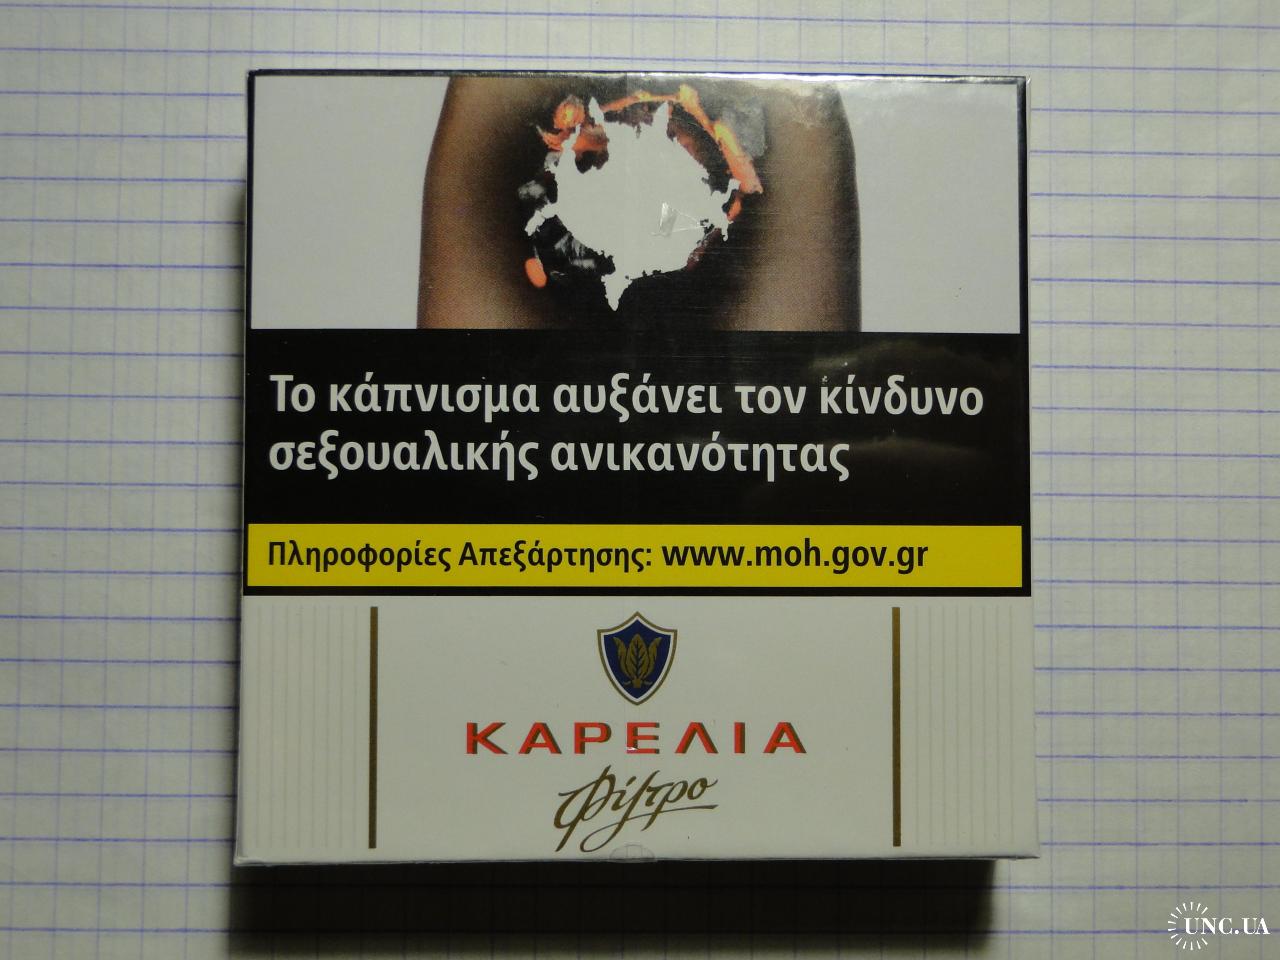 Το κάπνισμα αυξάνει τον κίνδυνο
σεξουαλικής ανικανότητας
Πληροφορίες Απεξάρτησης: www.moh.gov.gr
ΚΑΡΕΛΙΑ
Φίλτρο
UNC.UA